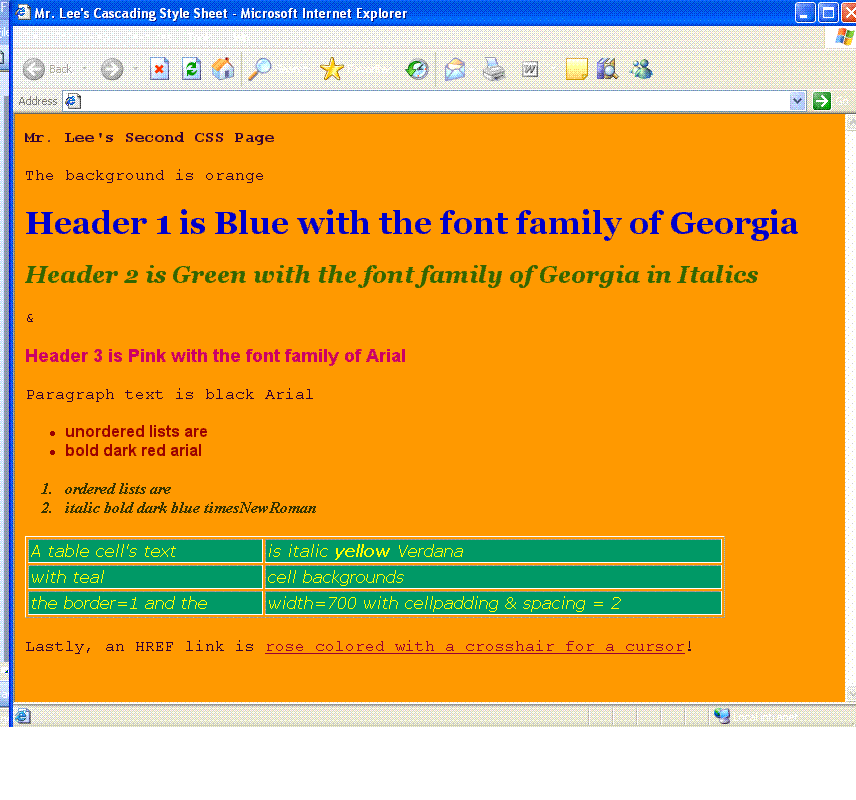 Mr. Lee's Cascading Style Sheet - Microsoft Internet Explorer
Back
Address
Mr. Lee's Second CSS Page
The background is orange
Header 1 is Blue with the font family of Georgia
Header 2 is Green with the font family of Georgia in Italics
&
Header 3 is Pink with the font family of Arial
Paragraph text is black Arial
• unordered lists are
• bold dark red arial
1. ordered lists are
2. italic bold dark blue timesNewRoman
A table cell's text is italic yellow Verdana
with teal cell backgrounds
the border=1 and the width=700 with cellpadding & spacing = 2
Lastly, an HREF link is rose colored with a crosshair for a cursor!